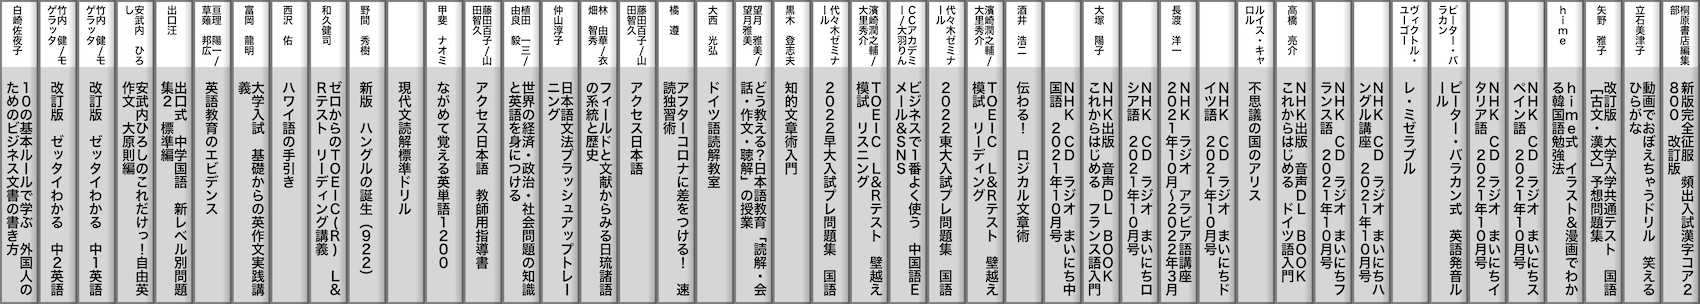 桐原書店編集
部
新版完全征服　頻出入試漢字コア２
８００　改訂版
立石美津子
動画でおぼえちゃうドリル　笑える
ひらがな
矢野　雅子
改訂版　大学入学共通テスト　国語
［古文・漢文］予想問題集
ｈｉｍｅ
ｈｉｍｅ式　イラスト＆漫画でわか
る韓国語勉強法
ＮＨＫ　ＣＤ　ラジオ　まいにちス
ペイン語　２０２１年１０月号
ＮＨＫ　ＣＤ　ラジオ　まいにちイ
タリア語　２０２１年１０月号
ピーター・バ
ラカン
ピーター・バラカン式　英語発音ル
ール
ヴィクトル・
ユーゴー
レ・ミゼラブル
ＮＨＫ　ＣＤ　ラジオ　まいにちハ
ングル講座　２０２１年１０月号
ＮＨＫ　ＣＤ　ラジオ　まいにちフ
ランス語　２０２１年１０月号
高橋　亮介
ＮＨＫ出版　音声ＤＬ　ＢＯＯＫ
これからはじめる　ドイツ語入門
ルイス・キャ
ロル
不思議の国のアリス
ＮＨＫ　ＣＤ　ラジオ　まいにちド
イツ語　２０２１年１０月号
長渡　洋一
ＮＨＫ　ラジオ　アラビア語講座
２０２１年１０月～２０２２年３月
ＮＨＫ　ＣＤ　ラジオ　まいにちロ
シア語　２０２１年１０月号
大塚　陽子
ＮＨＫ出版　音声ＤＬ　ＢＯＯＫ
これからはじめる　フランス語入門
ＮＨＫ　ＣＤ　ラジオ　まいにち中
国語　２０２１年１０月号
酒井　浩二
伝わる！　ロジカル文章術
濱崎潤之輔／
大里秀介
ＴＯＥＩＣ　Ｌ＆Ｒテスト　壁越え
模試　リーディング
代々木ゼミナ
ール
２０２２東大入試プレ問題集　国語
ＣＣアカデミ
ー／大羽りん
ビジネスで１番よく使う　中国語Ｅ
メール＆ＳＮＳ
濱崎潤之輔／
大里秀介
ＴＯＥＩＣ　Ｌ＆Ｒテスト　壁越え
模試　リスニング
代々木ゼミナ
ール
２０２２早大入試プレ問題集　国語
黒木　登志夫
知的文章術入門
望月　雅美／
望月雅美
どう教える？日本語教育「読解・会
話・作文・聴解」の授業
大西　光弘
ドイツ語読解教室
橘　遵
アフターコロナに差をつける！　速
読独習術
藤田百子／山
田智久
アクセス日本語
林　由華／衣
畑　智秀
フィールドと文献からみる日琉諸語
の系統と歴史
仲山淳子
日本語文法ブラッシュアップトレー
ニング
植田　一三／
由良　毅
世界の経済・政治・社会問題の知識
と英語を身につける
藤田百子／山
田智久
アクセス日本語　教師用指導書
甲斐　ナオミ
ながめて覚える英単語１２００
現代文読解標準ドリル
野間　秀樹
新版　ハングルの誕生（９２２）
和久健司
ゼロからのＴＯＥＩＣ（Ｒ）　Ｌ＆
Ｒテスト　リーディング講義
西沢　佑
ハワイ語の手引き
富岡　龍明
大学入試　基礎からの英作文実践講
義
亘理　陽一／
草薙　邦広
英語教育のエビデンス
出口汪
出口式　中学国語　新レベル別問題
集２　標準編
安武内　ひろ
し
安武内ひろしのこれだけっ！自由英
作文　大原則編
竹内　健／モ
ゲラッタ
改訂版　ゼッタイわかる　中１英語
竹内　健／モ
ゲラッタ
改訂版　ゼッタイわかる　中２英語
白崎佐夜子
１０の基本ルールで学ぶ　外国人の
ためのビジネス文書の書き方